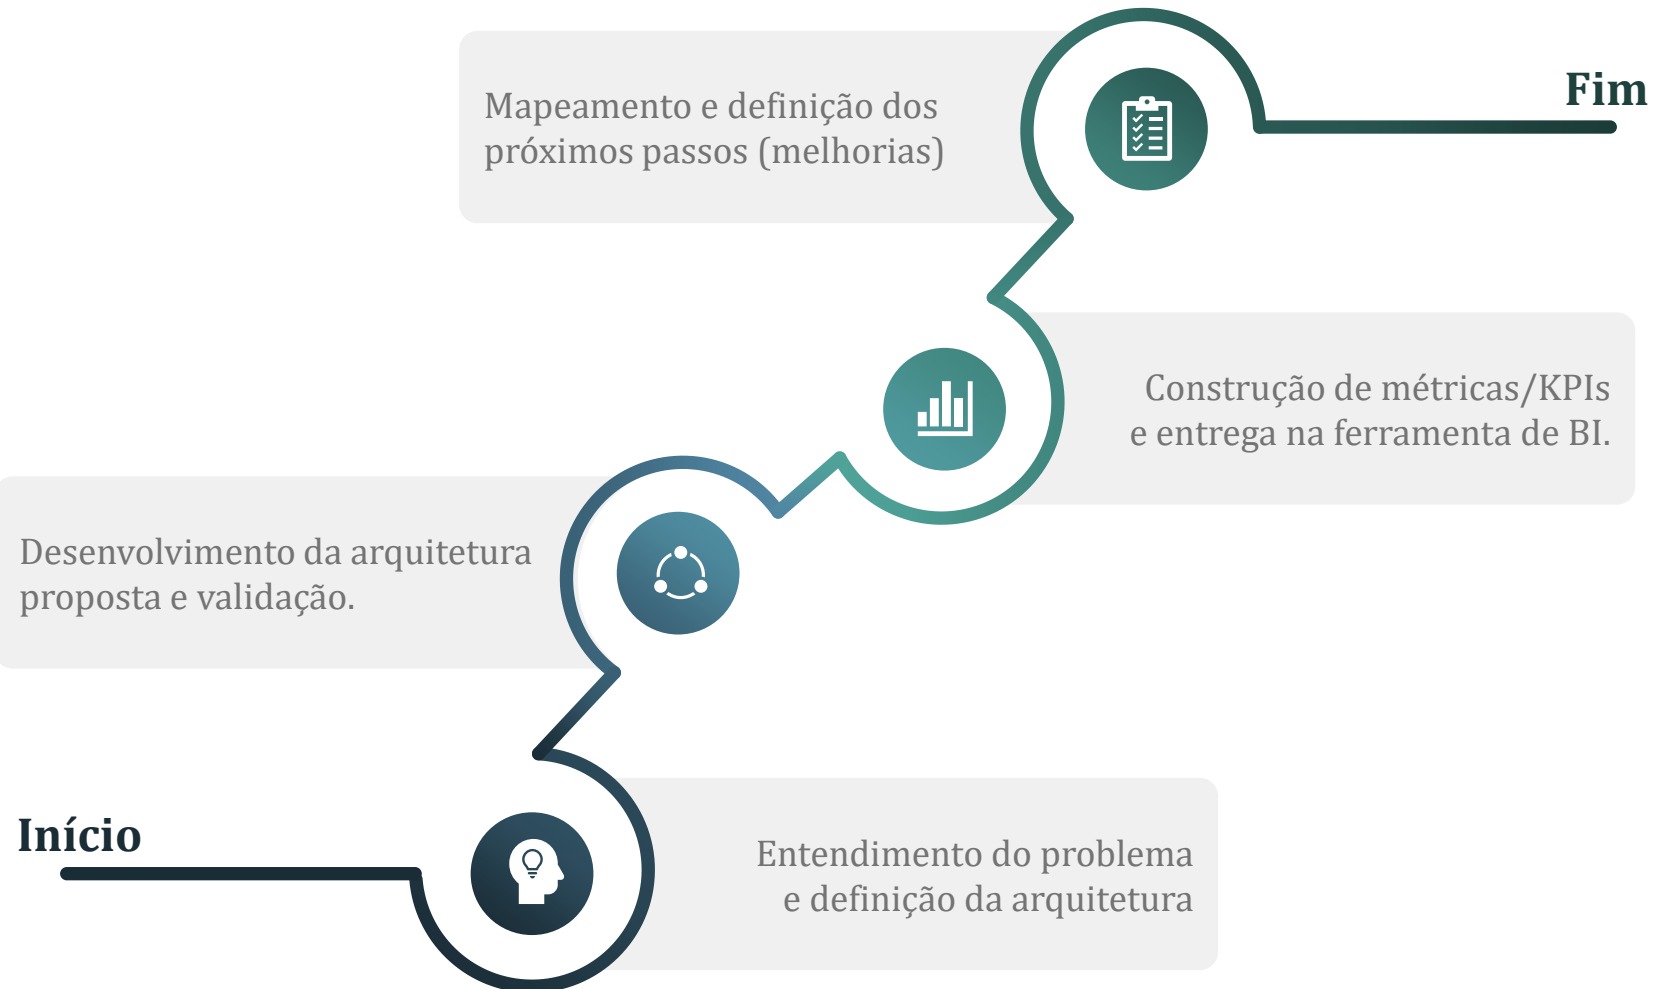 Fim
Mapeamento e definição dos
próximos passos (melhorias)
Construção de métricas/KPIs
e entrega na ferramenta de BI.
Desenvolvimento da arquitetura
proposta e validação.
Início
Entendimento do problema
e definição da arquitetura